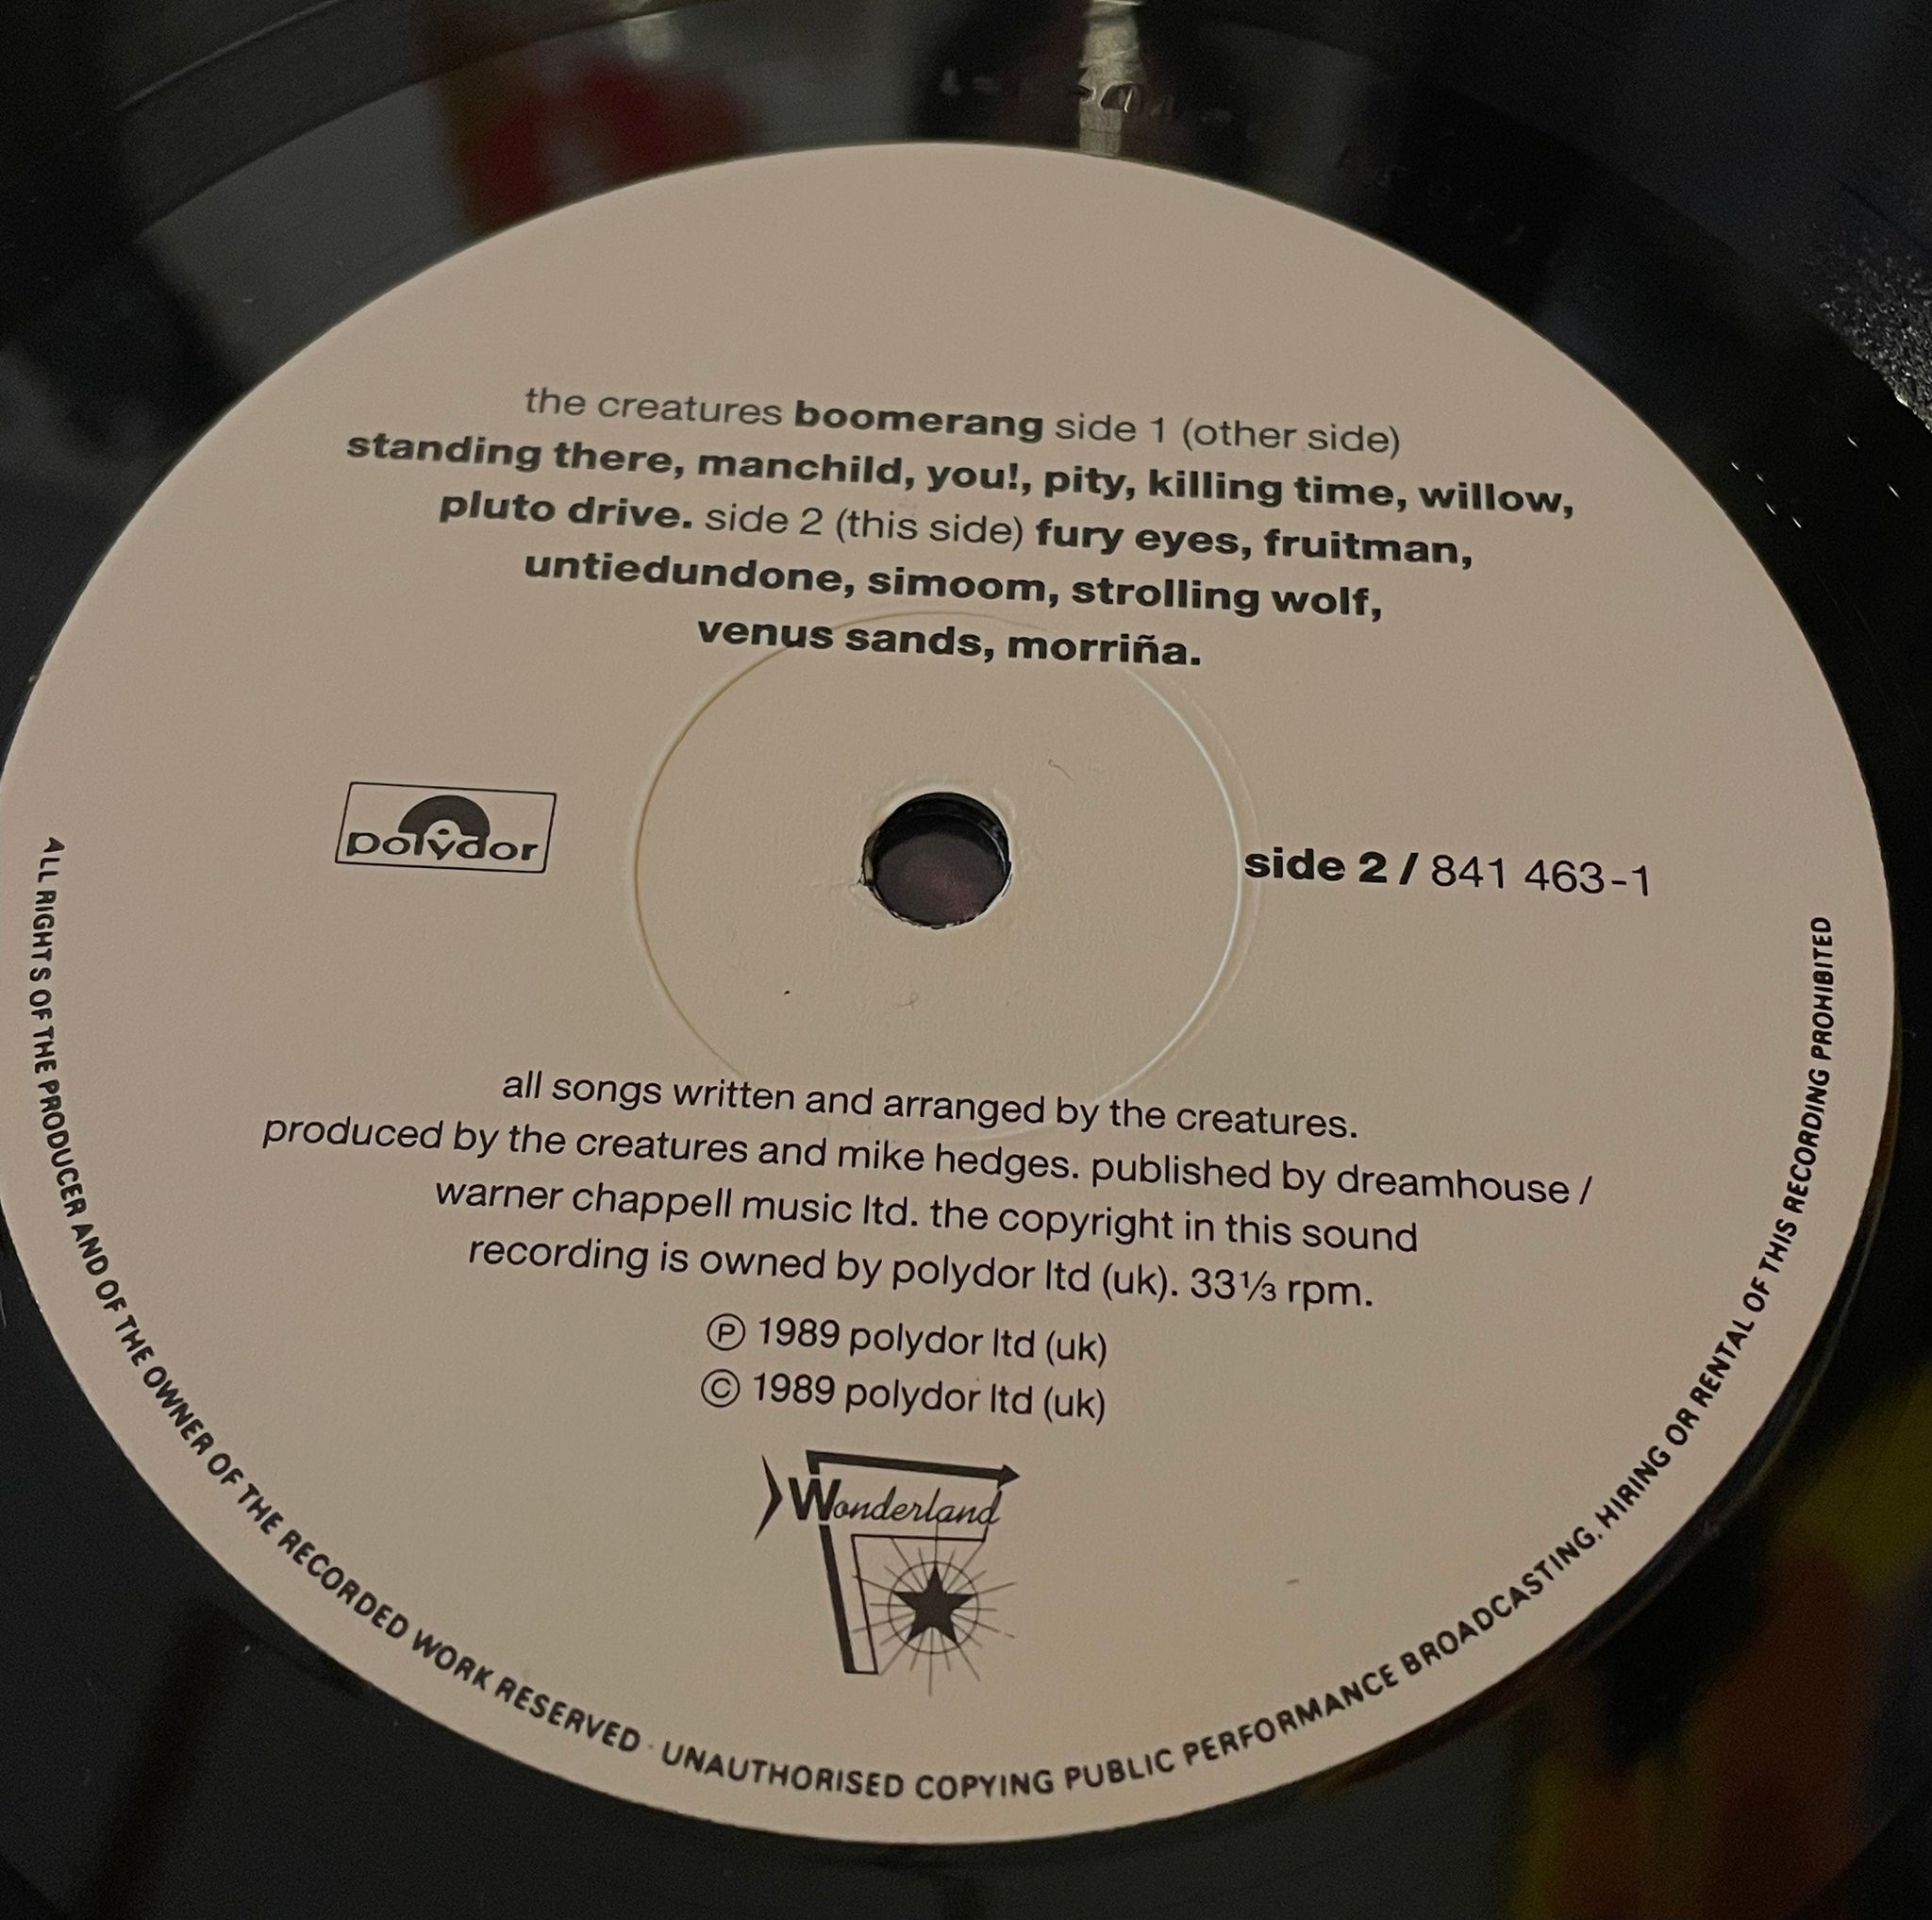 the creatures boomerang side 1 (other side)
standing there, manchild, you!, pity, killing time, willow,
pluto drive. side 2 (this side) fury eyes, fruitman,
untiedundone, simoom, strolling wolf,
venus sands, morriña.
polydor
side 2 / 841 463-1
all songs written and arranged by the creatures.
produced by the creatures and mike hedges. published by dreamhouse /
warner chappell music ltd. the copyright in this sound
recording is owned by polydor ltd (uk). 33⅓ rpm.
Ⓟ 1989 polydor ltd (uk)
© 1989 polydor ltd (uk)
Wonderland
ALL RIGHTS OF THE PRODUCER AND OF THE OWNER OF THE RECORDED WORK RESERVED · UNAUTHORISED COPYING PUBLIC PERFORMANCE BROADCASTING, HIRING OR RENTAL OF THIS RECORDING PROHIBITED